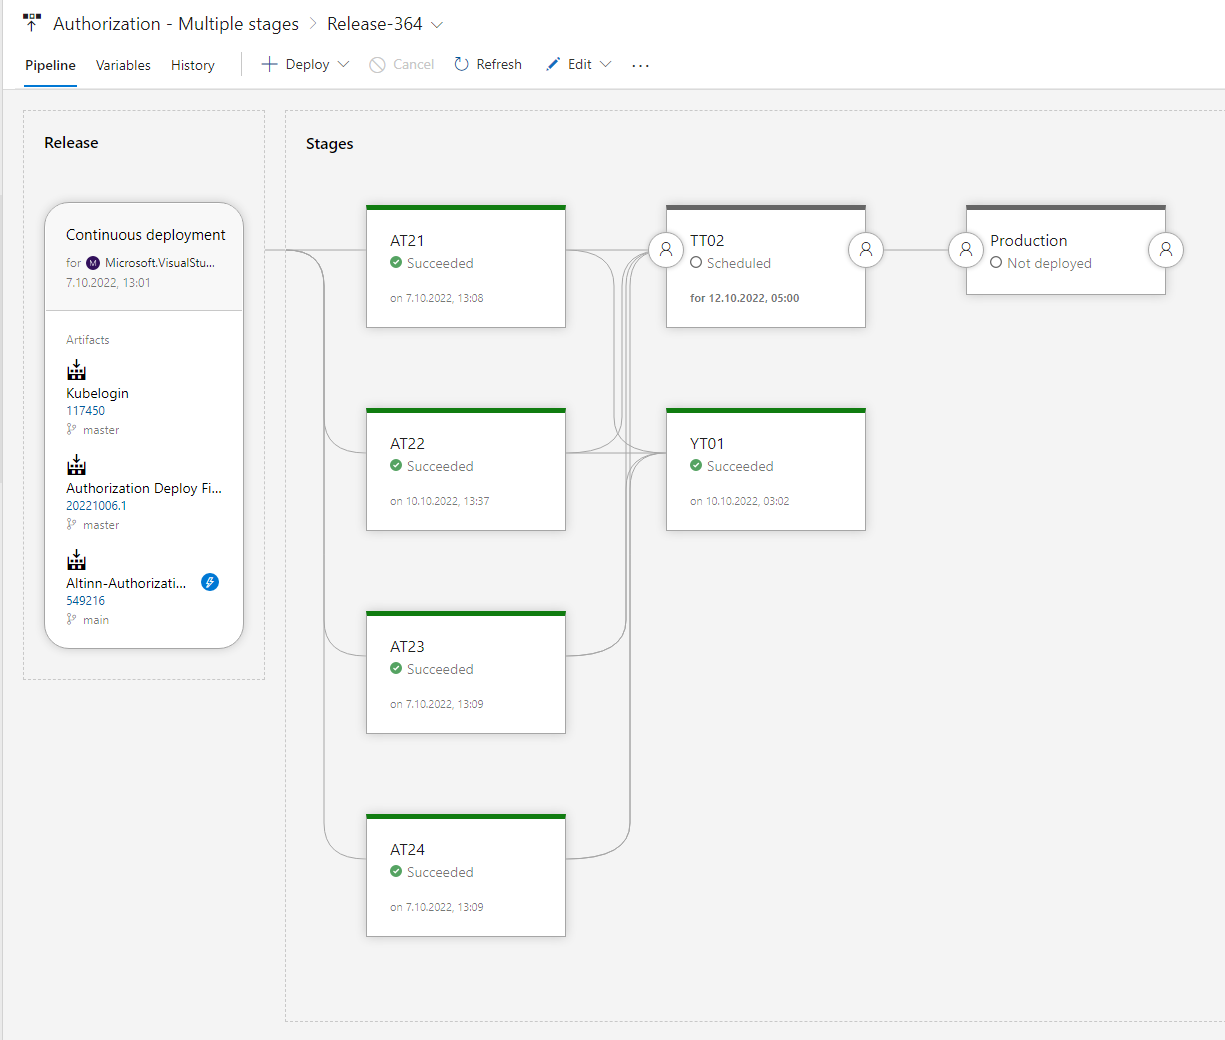 Authorization - Multiple stages > Release-364
Pipeline Variables History Deploy Cancel Refresh Edit ...
Release
Continuous deployment
for M Microsoft.VisualStu...
7.10.2022, 13:01
Artifacts
Kubelogin
117450
master
Authorization Deploy Fi...
20221006.1
master
Altinn-Authorizati...
549216
main
Stages
AT21
Succeeded
on 7.10.2022, 13:08
TT02
Scheduled
for 12.10.2022, 05:00
Production
Not deployed
AT22
Succeeded
on 10.10.2022, 13:37
YT01
Succeeded
on 10.10.2022, 03:02
AT23
Succeeded
on 7.10.2022, 13:09
AT24
Succeeded
on 7.10.2022, 13:09